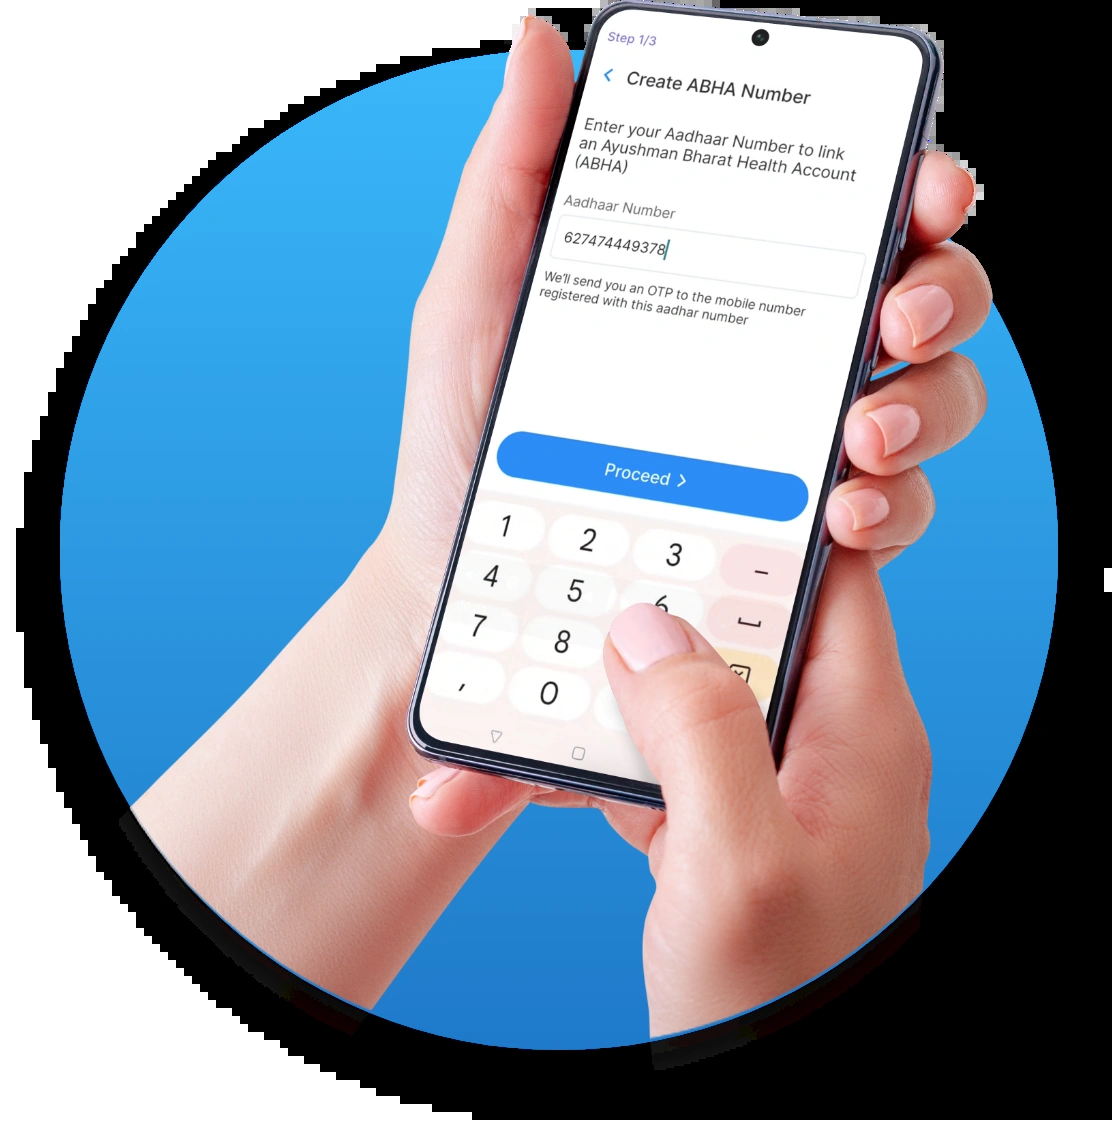 Step 1/3
Create ABHA Number
Enter your Aadhaar Number to link
an Ayushman Bharat Health Account
(ABHA)
Aadhaar Number
627474449378
We'll send you an OTP to the mobile number
registered with this aadhar number
Proceed
1 2 3 –
4 5 6
7 8
, 0